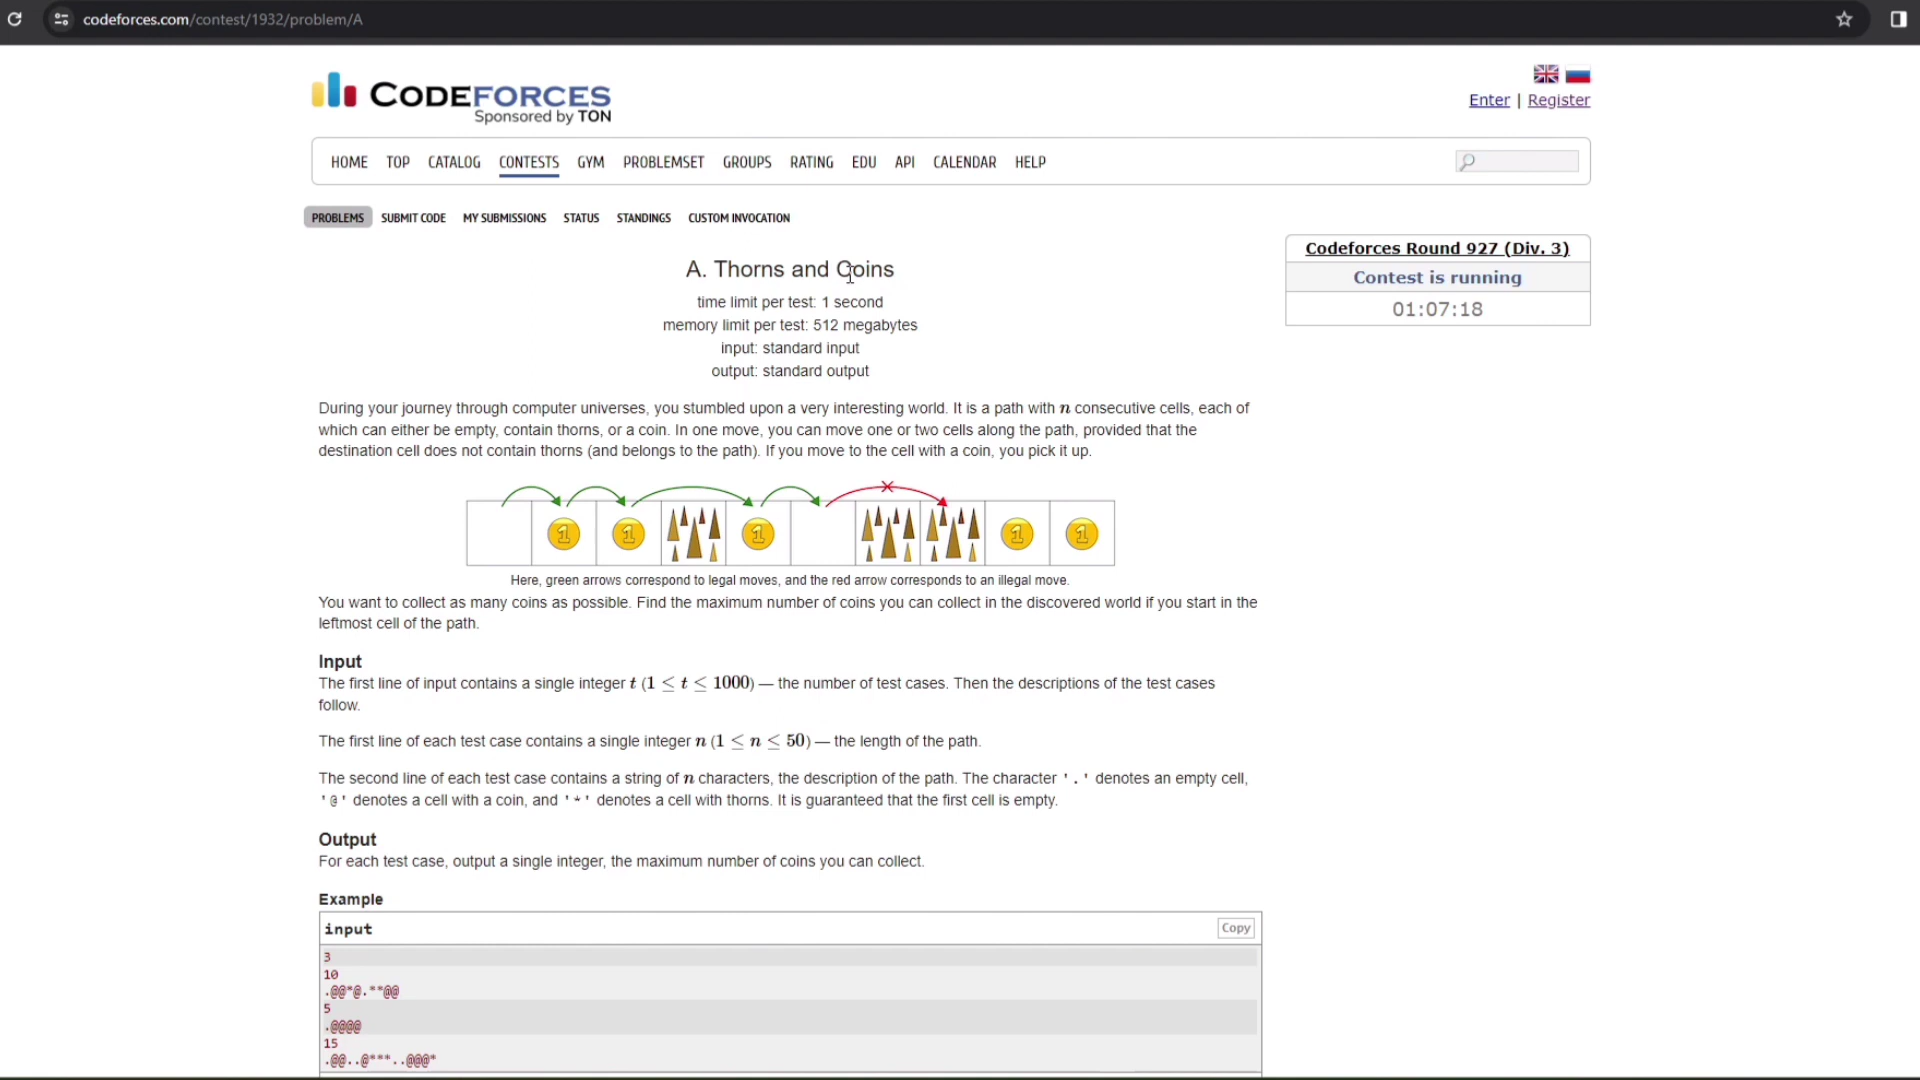 codeforces.com/contest/1932/problem/A
CODEFORCES
Sponsored by TON
Enter | Register
HOME TOP CATALOG CONTESTS GYM PROBLEMSET GROUPS RATING EDU API CALENDAR HELP
PROBLEMS SUBMIT CODE MY SUBMISSIONS STATUS STANDINGS CUSTOM INVOCATION
Codeforces Round 927 (Div. 3)
Contest is running
01:07:18
A. Thorns and Coins
time limit per test: 1 second
memory limit per test: 512 megabytes
input: standard input
output: standard output
During your journey through computer universes, you stumbled upon a very interesting world. It is a path with n consecutive cells, each of
which can either be empty, contain thorns, or a coin. In one move, you can move one or two cells along the path, provided that the
destination cell does not contain thorns (and belongs to the path). If you move to the cell with a coin, you pick it up.
1 1 1 1 1
Here, green arrows correspond to legal moves, and the red arrow corresponds to an illegal move.
You want to collect as many coins as possible. Find the maximum number of coins you can collect in the discovered world if you start in the
leftmost cell of the path.
Input
The first line of input contains a single integer t (1 ≤ t ≤ 1000) — the number of test cases. Then the descriptions of the test cases
follow.
The first line of each test case contains a single integer n (1 ≤ n ≤ 50) — the length of the path.
The second line of each test case contains a string of n characters, the description of the path. The character '.' denotes an empty cell,
'@' denotes a cell with a coin, and '*' denotes a cell with thorns. It is guaranteed that the first cell is empty.
Output
For each test case, output a single integer, the maximum number of coins you can collect.
Example
input Copy
3
10
.@@*@.**@@
5
.@@@@
15
.@@..@***..@@@*